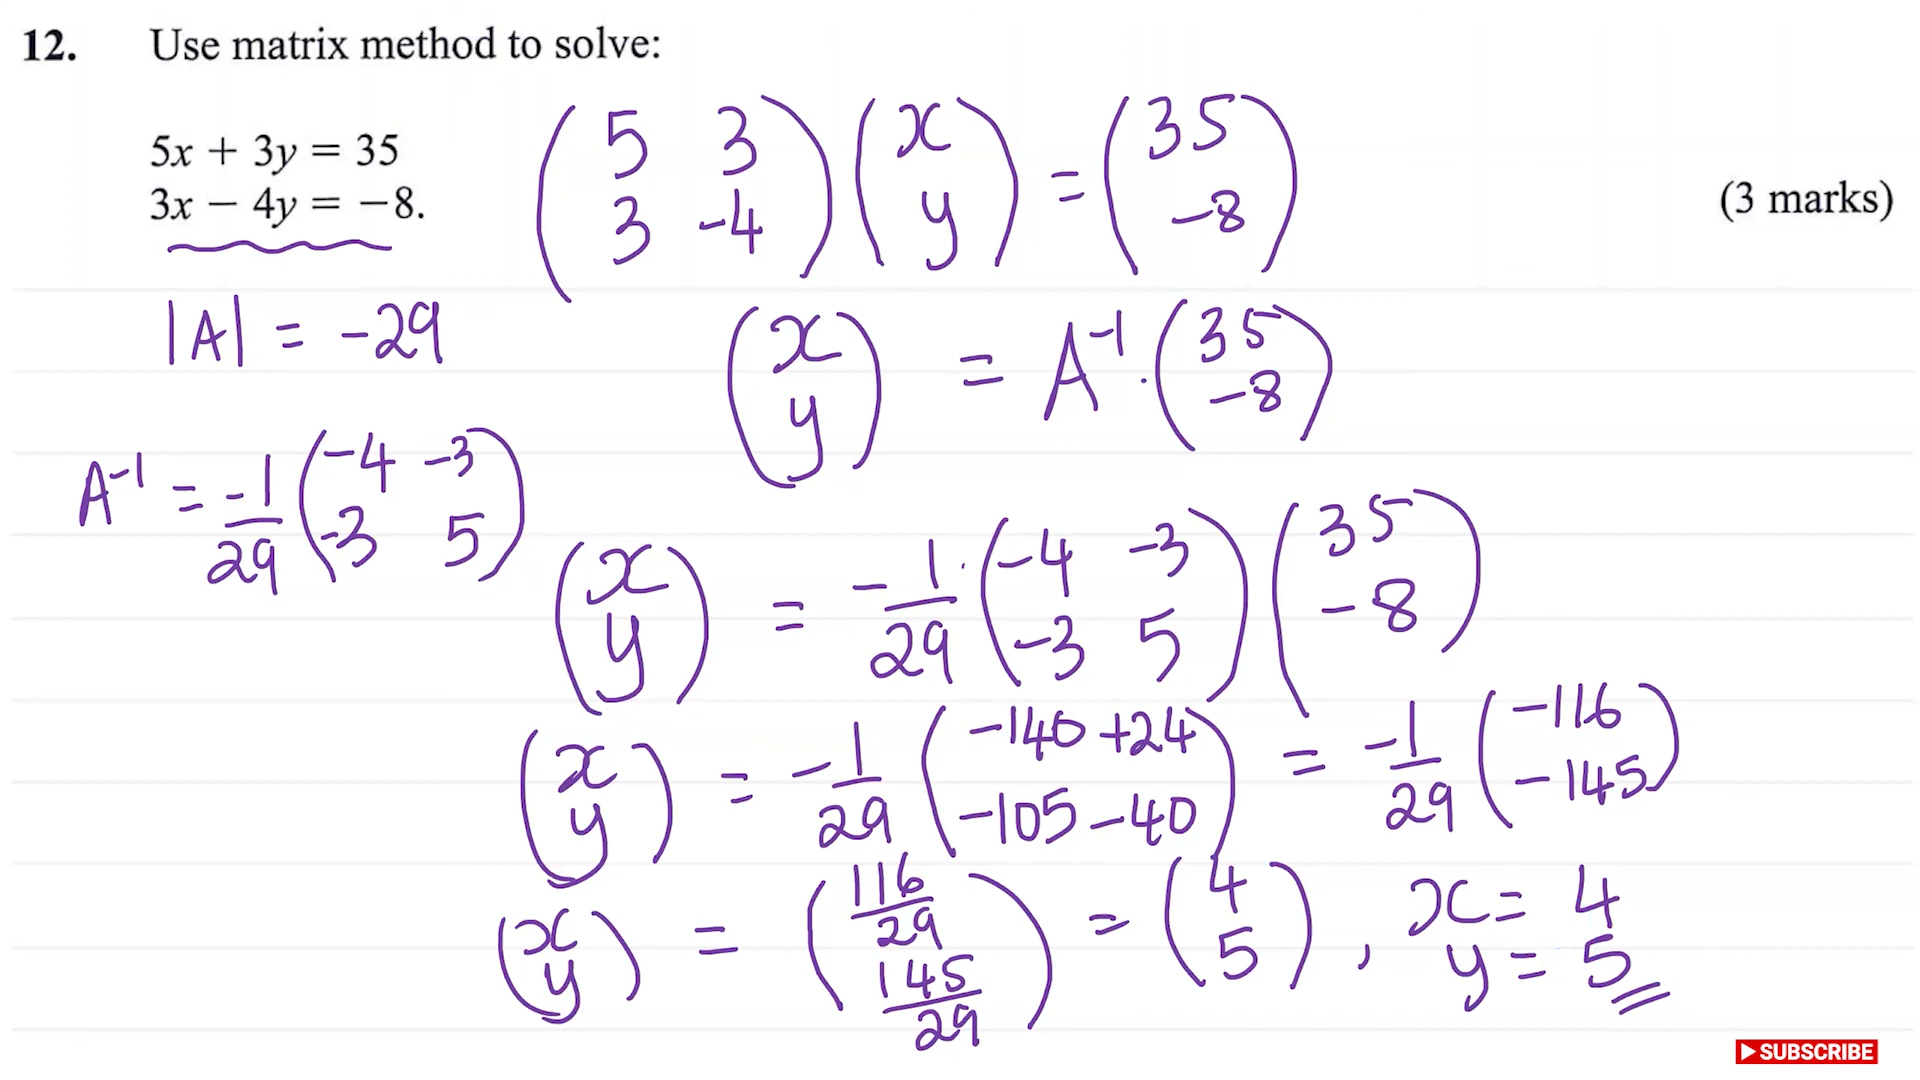 12. Use matrix method to solve:
5x + 3y = 35
3x − 4y = −8.
(3 marks)
( 5 3 ) ( x ) = ( 35 )
( 3 -4 ) ( y ) ( -8 )
|A| = -29
( x ) = A⁻¹ · ( 35 )
( y ) ( -8 )
A⁻¹ = -1/29 ( -4 -3 )
( -3 5 )
( x ) = -1/29 · ( -4 -3 ) ( 35 )
( y ) ( -3 5 ) ( -8 )
( x ) = -1/29 ( -140 +24 ) = -1/29 ( -116 )
( y ) ( -105 -40 ) ( -145 )
( x ) = ( 116/29 ) = ( 4 ) , x = 4
( y ) ( 145/29 ) ( 5 ) y = 5
SUBSCRIBE